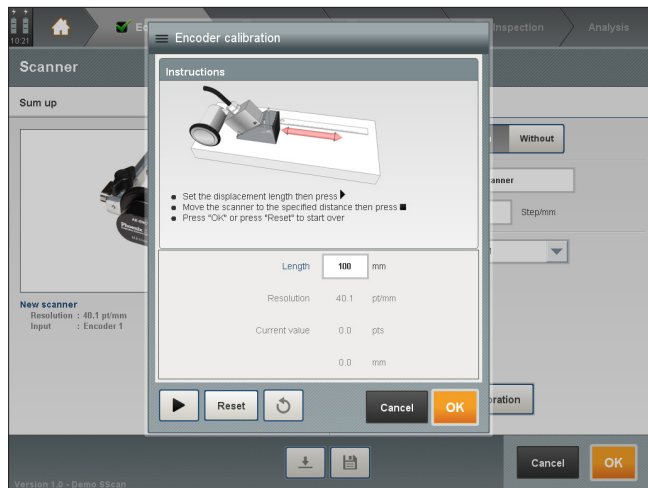 10:21
Inspection
Analysis
Encoder calibration
Scanner
Instructions
Sum up
Without
Set the displacement length then press
Move the scanner to the specified distance then press
Press "OK" or press "Reset" to start over
Step/mm
Length 100 mm
Resolution 40.1 pt/mm
Current value 0.0 pts
0.0 mm
New scanner
Resolution : 40.1 pt/mm
Input : Encoder 1
Reset
Cancel
OK
Cancel
OK
Version 1.0 - Demo SScan